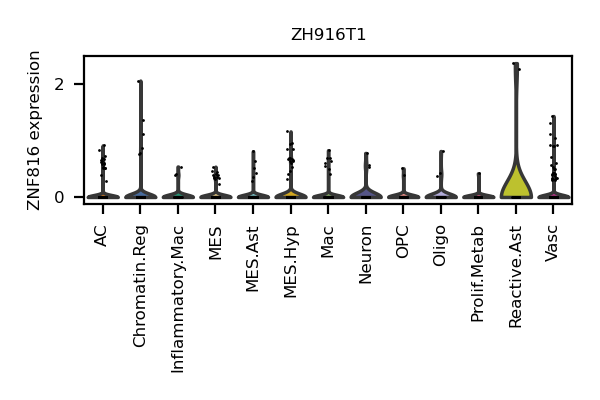 ZH916T1
ZNF816 expression
2
0
AC
Chromatin.Reg
Inflammatory.Mac
MES
MES.Ast
MES.Hyp
Mac
Neuron
OPC
Oligo
Prolif.Metab
Reactive.Ast
Vasc